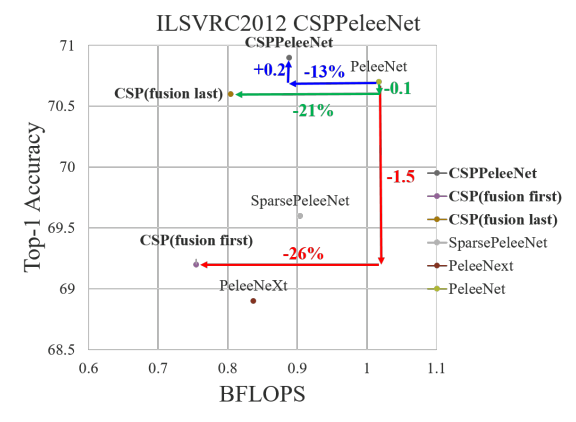 ILSVRC2012 CSPPeleeNet
CSPPeleeNet
71
+0.2
-13%
PeleeNet
CSP(fusion last)
-0.1
70.5
-21%
70
-1.5
CSPPeleeNet
CSP(fusion first)
CSP(fusion last)
SparsePeleeNet
PeleeNext
PeleeNet
SparsePeleeNet
69.5
CSP(fusion first)
-26%
69
PeleeNeXt
68.5
0.6
0.7
0.8
0.9
1
1.1
Top-1 Accuracy
BFLOPS